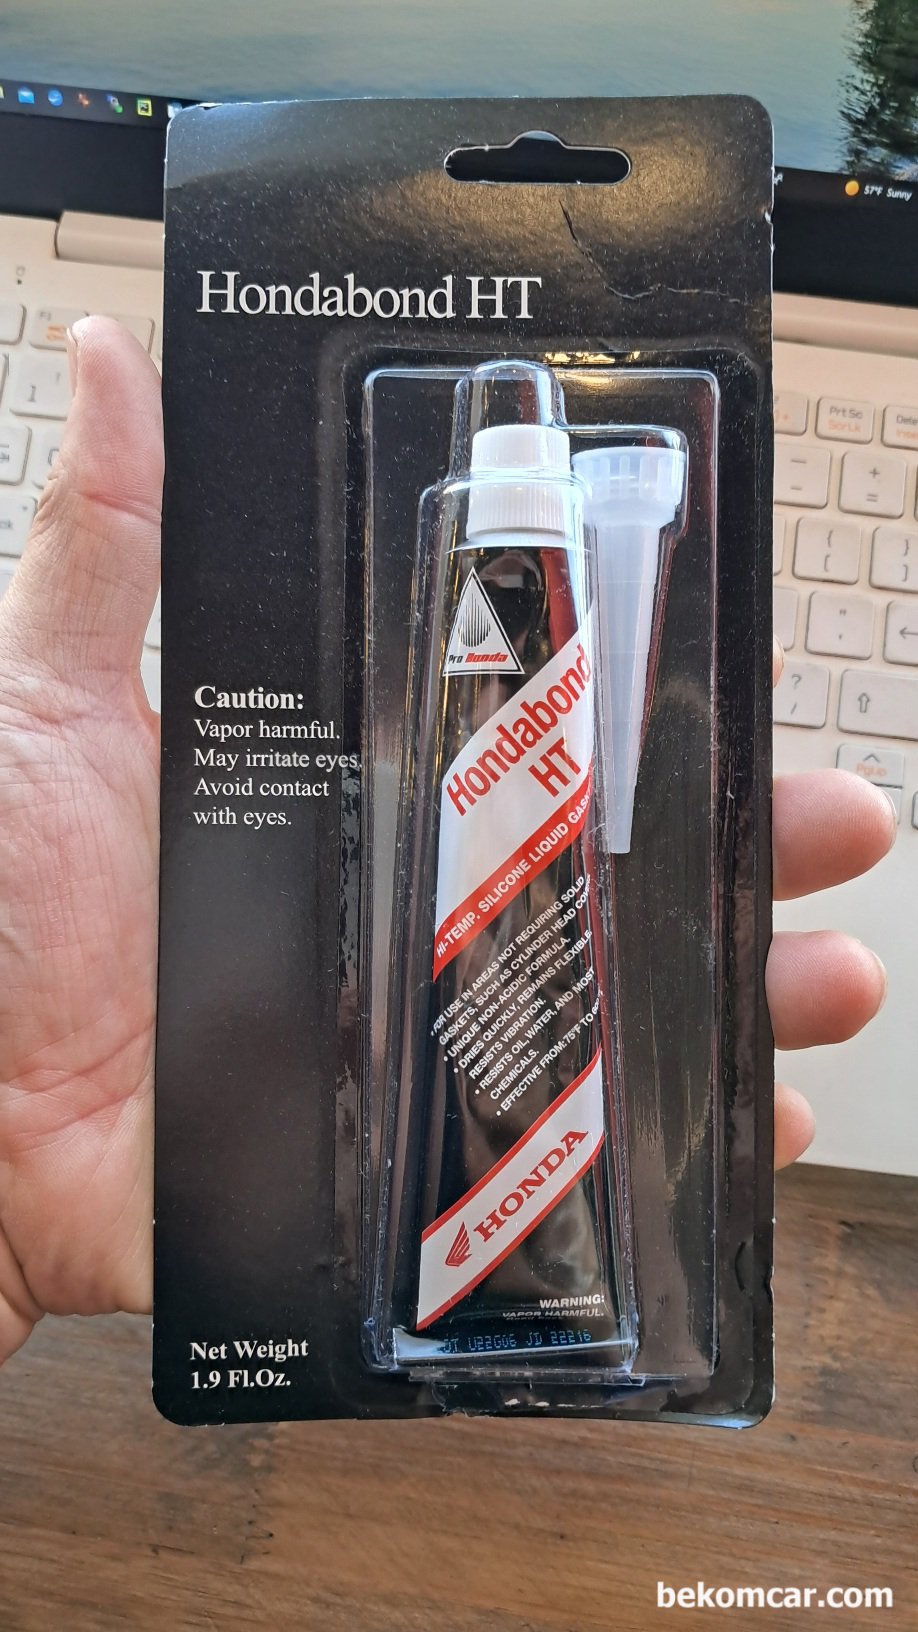 57°F Sunny
Hondabond HT
PrtSc
ScrLk
Pro Honda
Hondabond
HT
HI-TEMP. SILICONE LIQUID
Caution:
Vapor harmful.
May irritate eyes.
Avoid contact
with eyes.
• FOR USE IN AREAS NOT REQUIRING SOLID
GASKETS, SUCH AS CYLINDER HEAD
• UNIQUE NON-ACIDIC FORMULA.
• DRIES QUICKLY, REMAINS FLEXIBLE,
RESISTS VIBRATION.
• RESISTS OIL, WATER, AND MOST
CHEMICALS.
• EFFECTIVE FROM -75°F TO
HONDA
WARNING:
VAPOR HARMFUL.
Net Weight
1.9 Fl.Oz.
PgUp
bekomcar.com